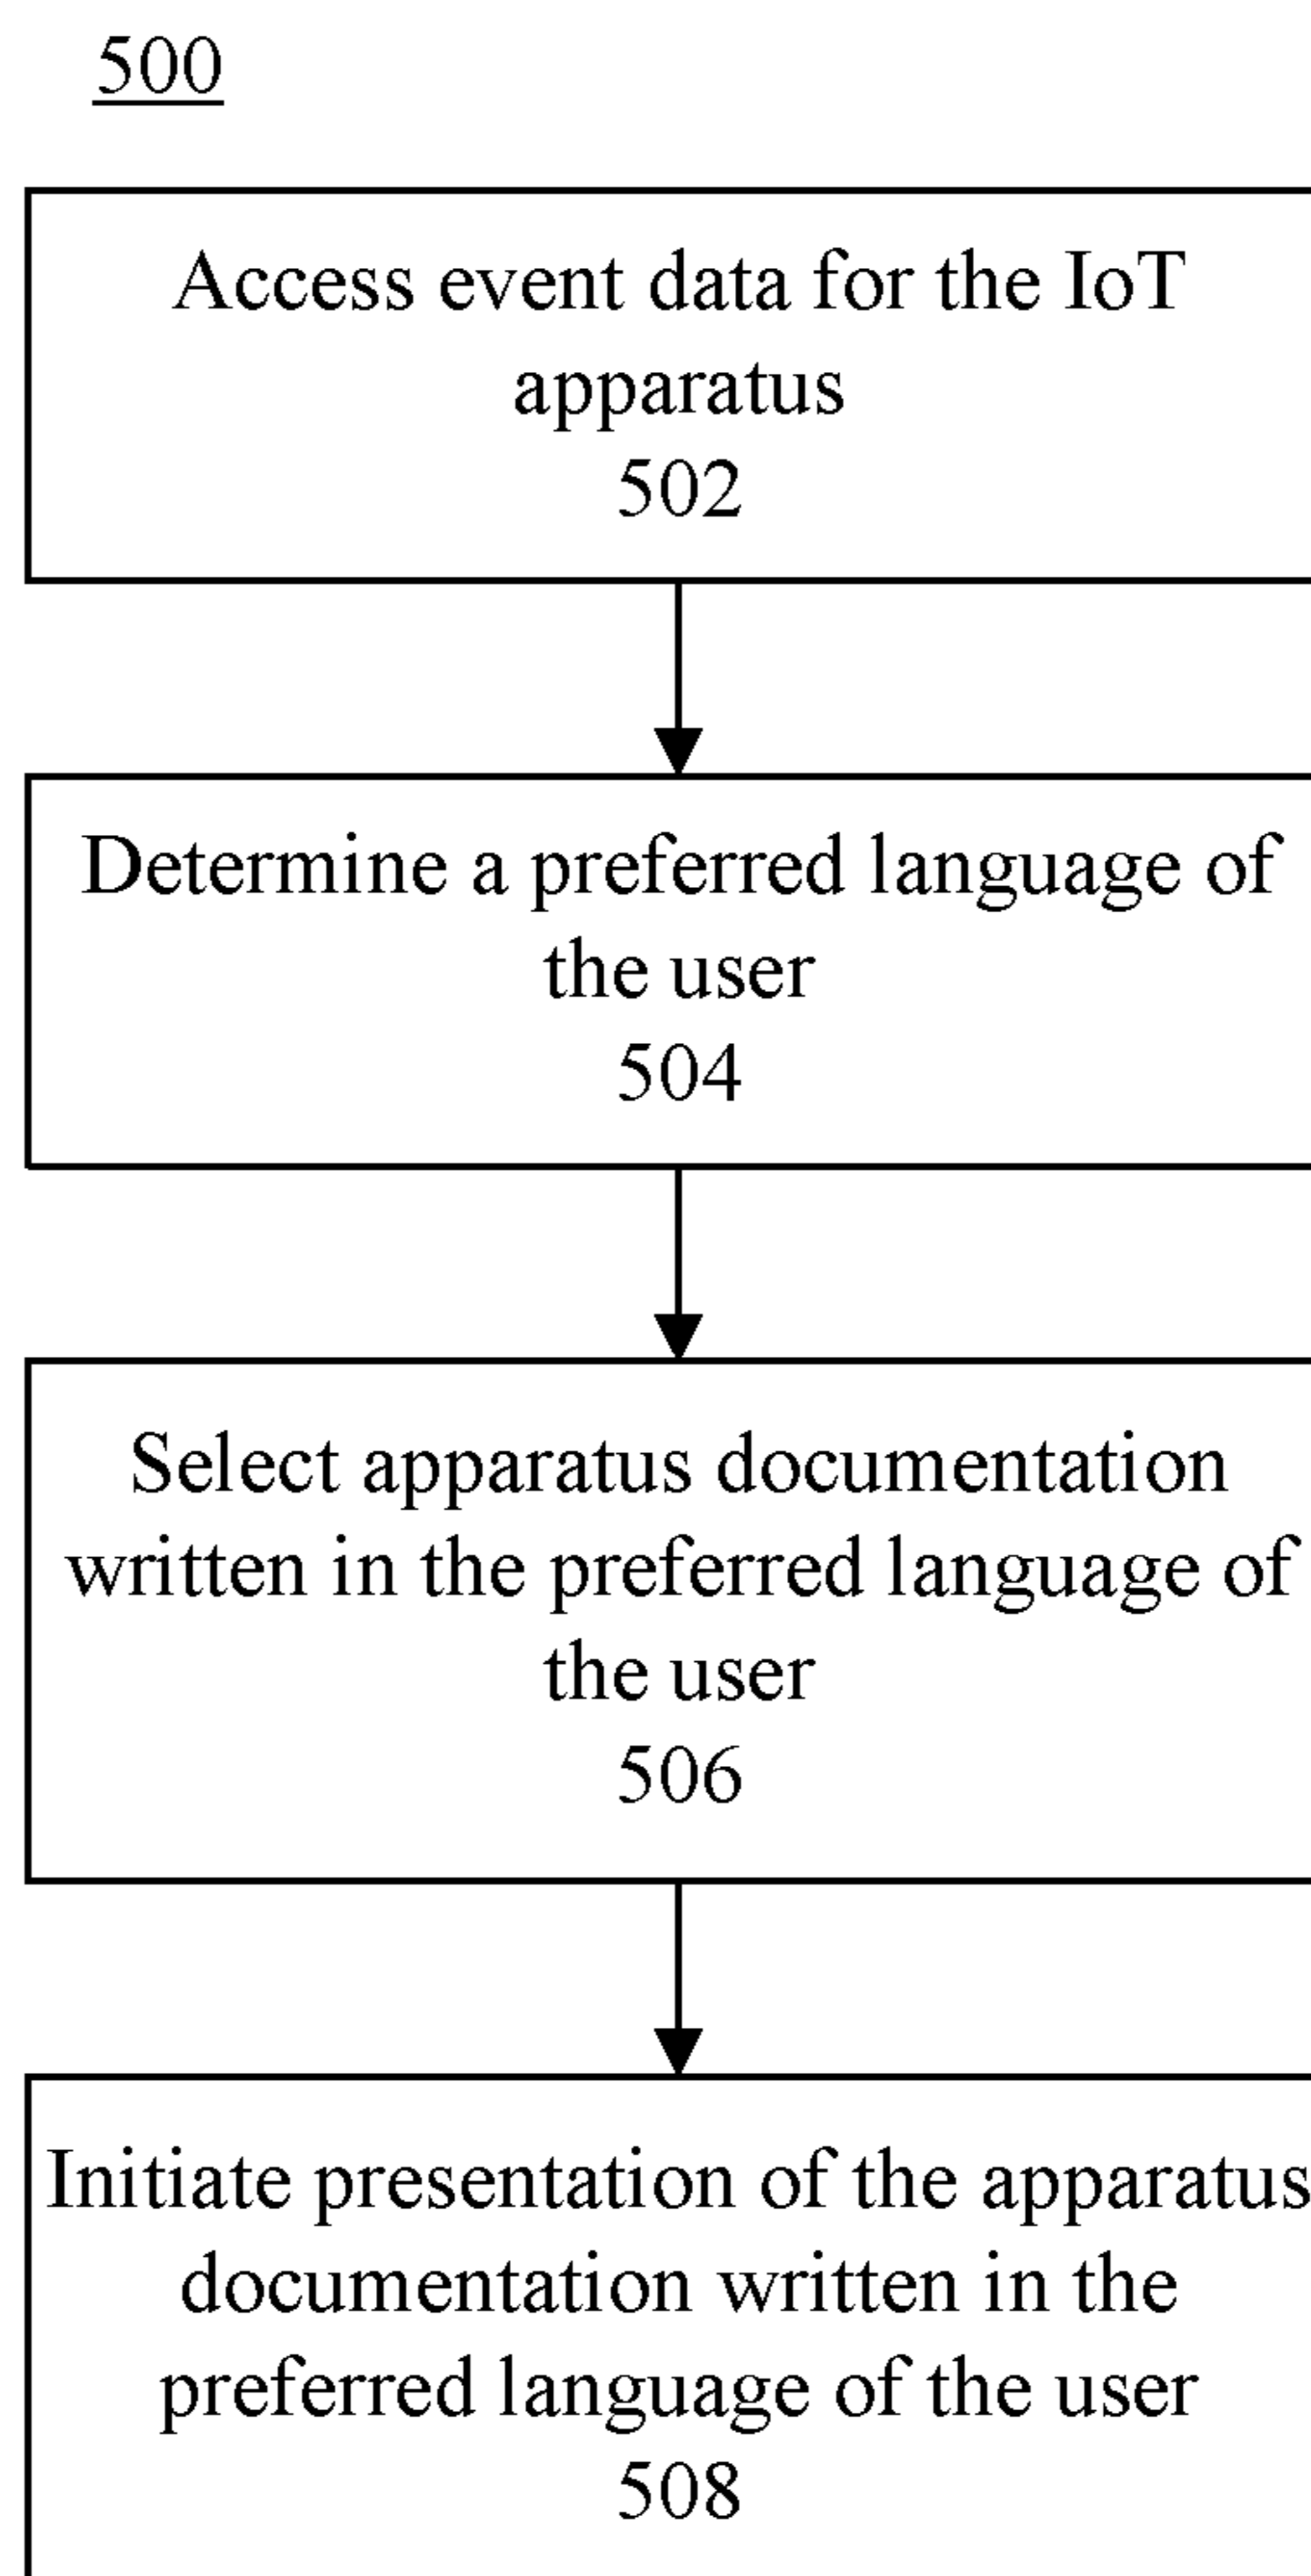 500
Access event data for the IoT
apparatus
502
Determine a preferred language of
the user
504
Select apparatus documentation
written in the preferred language of
the user
506
Initiate presentation of the apparatus
documentation written in the
preferred language of the user
508